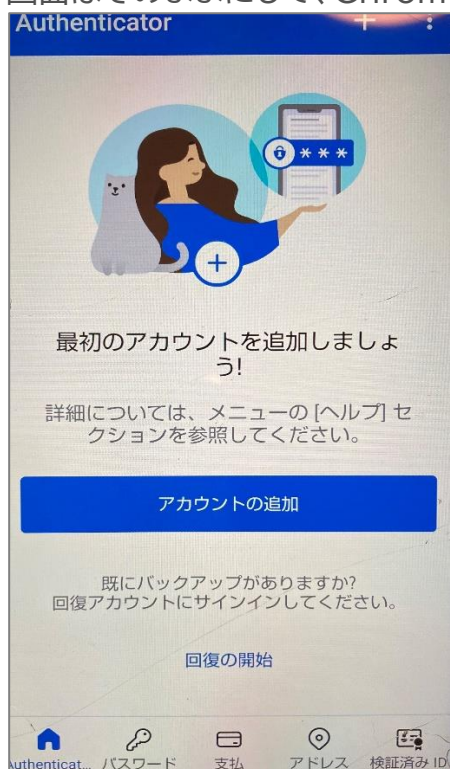 Authenticator
* * *
最初のアカウントを追加しましょ
う!
詳細については、メニューの [ヘルプ] セ
クションを参照してください。
アカウントの追加
既にバックアップがありますか?
回復アカウントにサインインしてください。
回復の開始
Authenticat... パスワード 支払 アドレス 検証済み ID